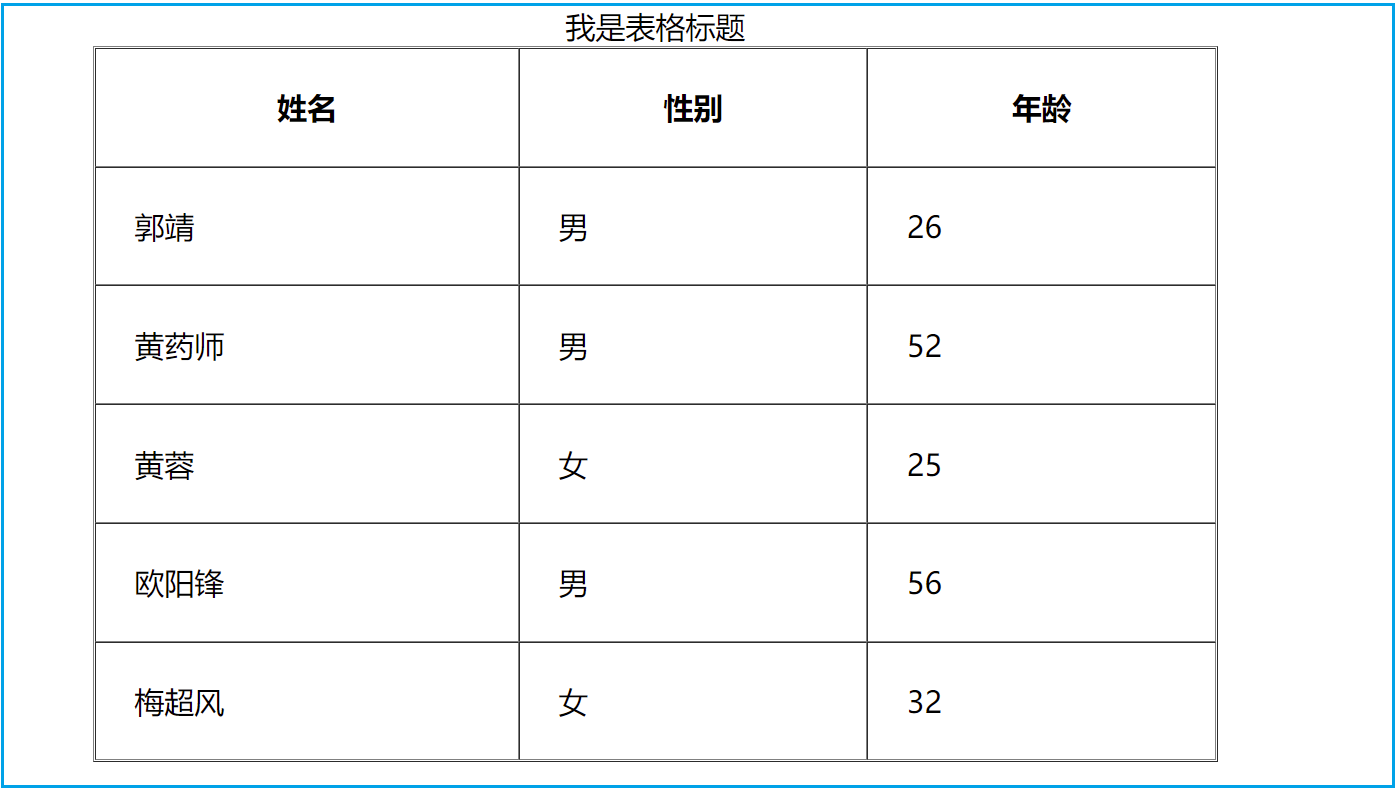 我是表格标题
姓名 性别 年龄
郭靖 男 26
黄药师 男 52
黄蓉 女 25
欧阳锋 男 56
梅超风 女 32